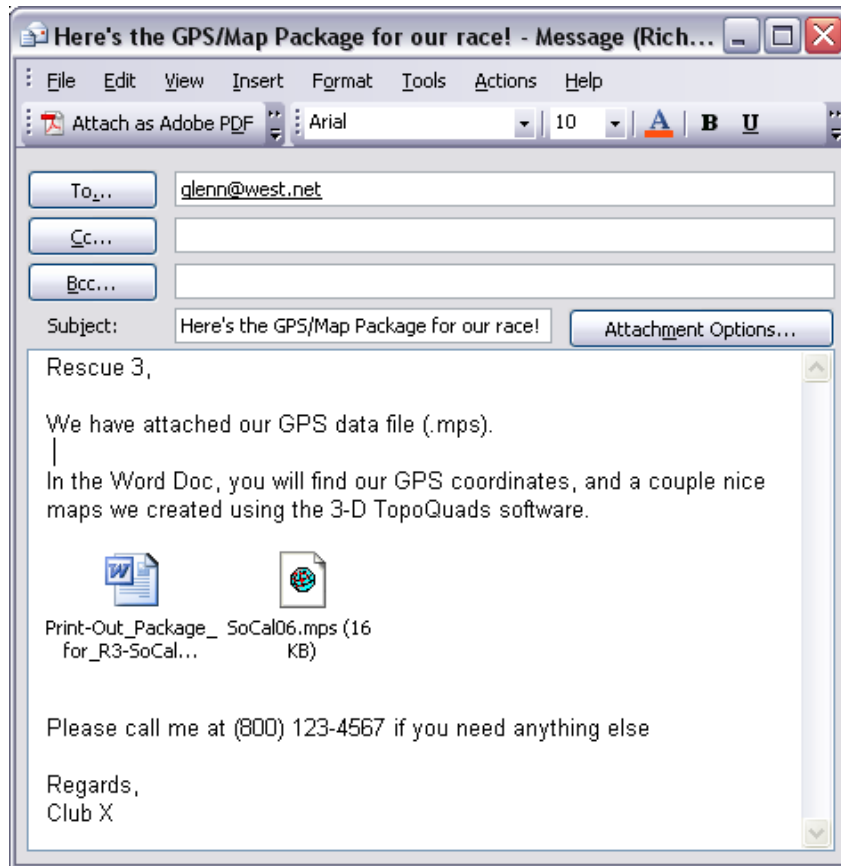 Here's the GPS/Map Package for our race! - Message (Rich...
File Edit View Insert Format Tools Actions Help
Attach as Adobe PDF Arial 10 A B U
To... glenn@west.net
Cc...
Bcc...
Subject: Here's the GPS/Map Package for our race! Attachment Options...
Rescue 3,
We have attached our GPS data file (.mps).
In the Word Doc, you will find our GPS coordinates, and a couple nice
maps we created using the 3-D TopoQuads software.
W
Print-Out_Package_ SoCal06.mps (16
for_R3-SoCal... KB)
Please call me at (800) 123-4567 if you need anything else
Regards,
Club X